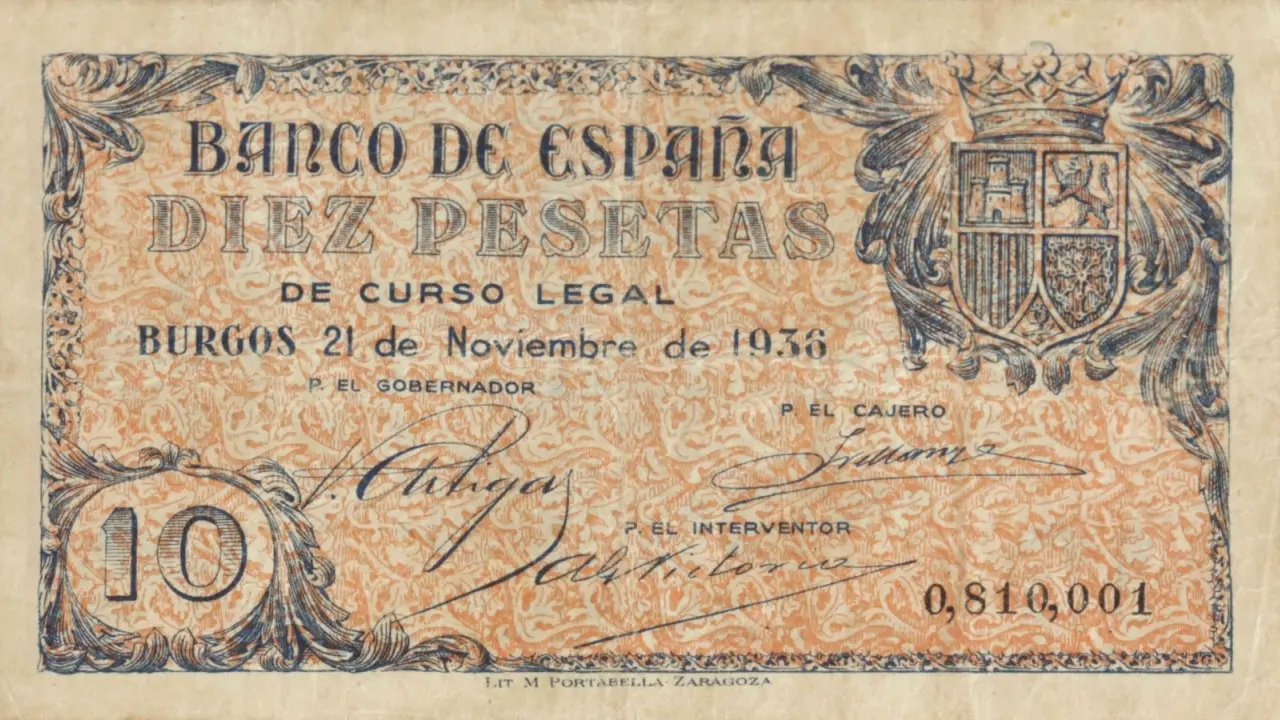 BANCO DE ESPAÑA
DIEZ PESETAS
DE CURSO LEGAL
BURGOS 21 de Noviembre de 1936
P. EL GOBERNADOR
P. EL CAJERO
P. EL INTERVENTOR
10
0,810,001
LIT. M. PORTABELLA-ZARAGOZA